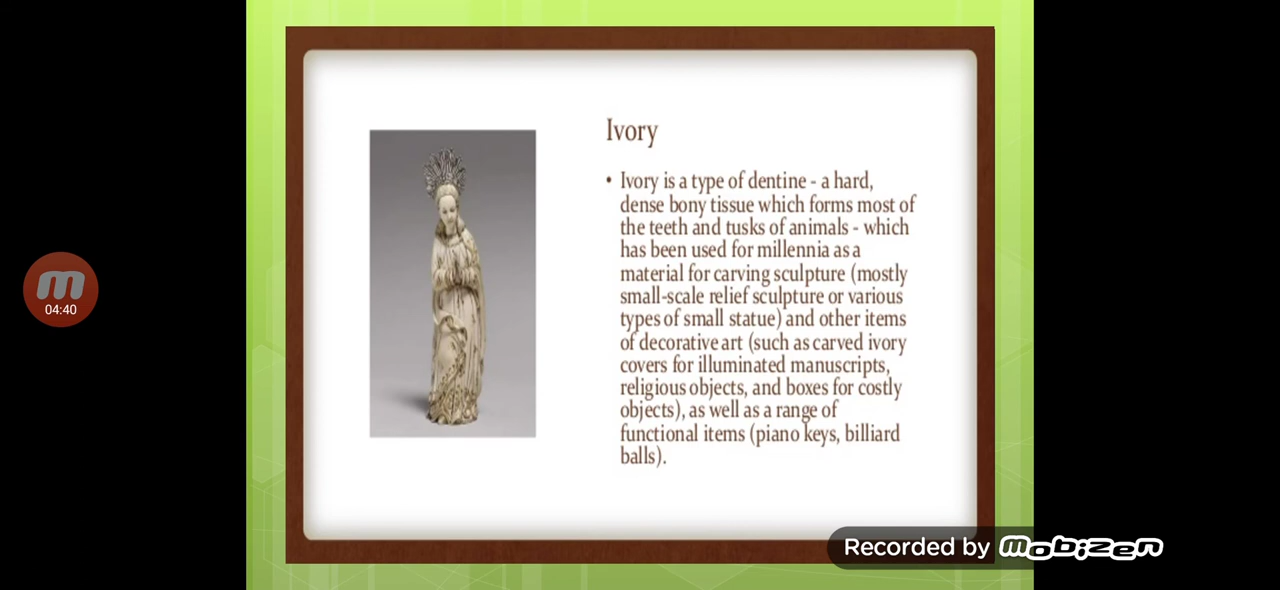 Ivory
• Ivory is a type of dentine - a hard,
dense bony tissue which forms most of
the teeth and tusks of animals - which
has been used for millennia as a
material for carving sculpture (mostly
small-scale relief sculpture or various
types of small statue) and other items
of decorative art (such as carved ivory
covers for illuminated manuscripts,
religious objects, and boxes for costly
objects), as well as a range of
functional items (piano keys, billiard
balls).
m
04:40
Recorded by mobizen